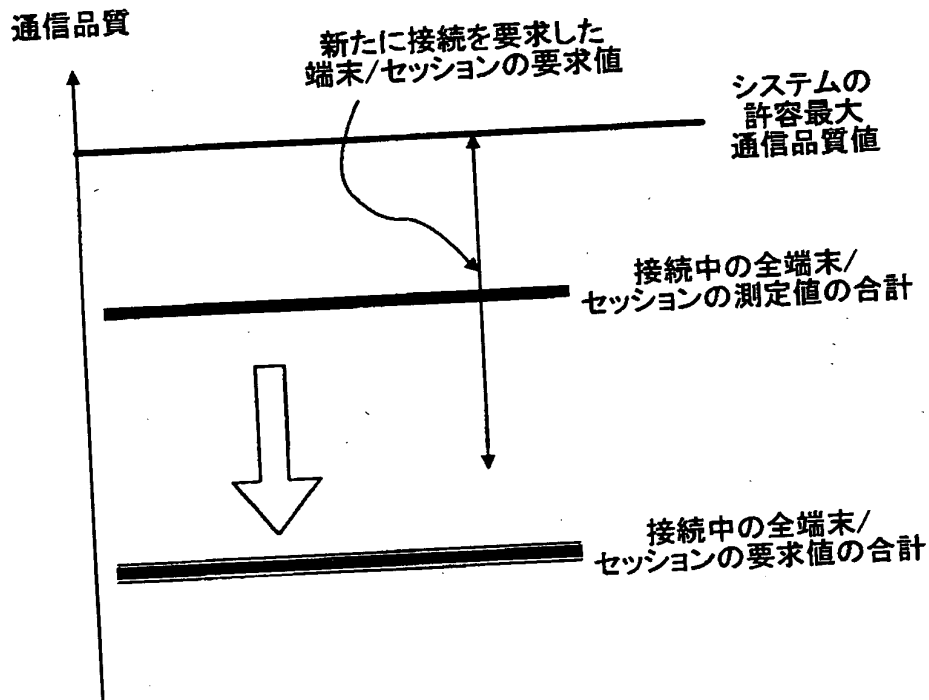 通信品質
新たに接続を要求した
端末/セッションの要求値
システムの
許容最大
通信品質値
接続中の全端末/
セッションの測定値の合計
接続中の全端末/
セッションの要求値の合計